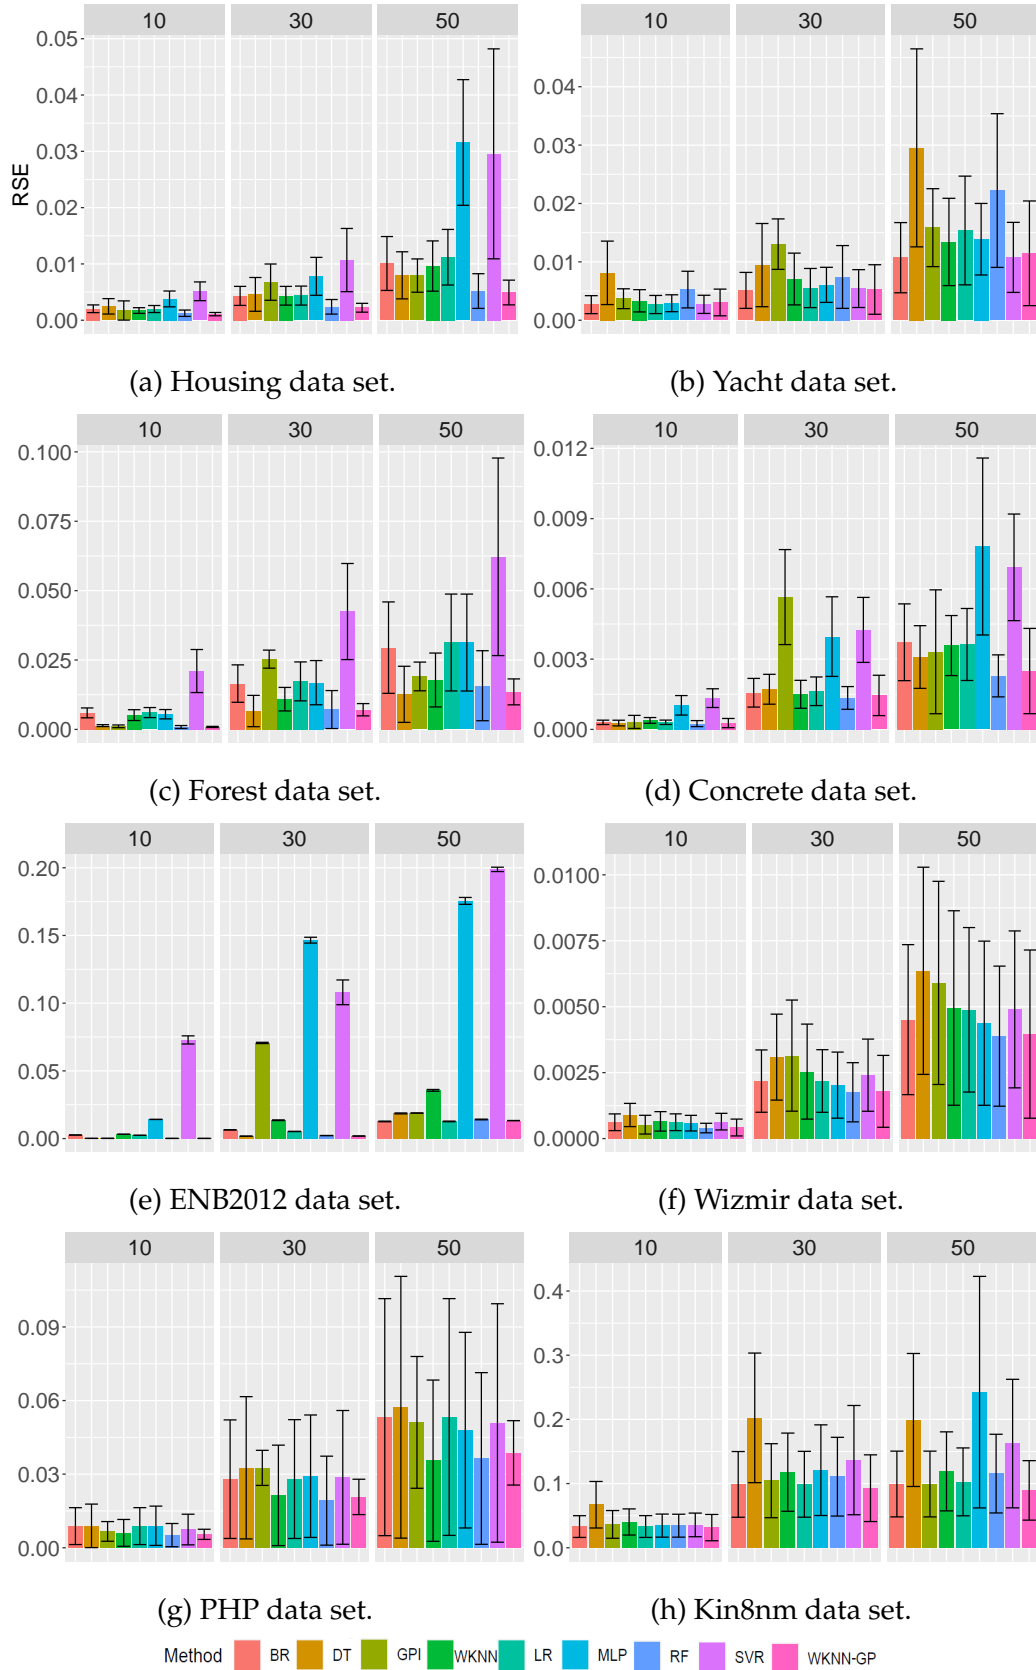 10 30 50 10 30 50
RSE
0.05
0.04
0.03
0.02
0.01
0.00
0.04
0.03
0.02
0.01
0.00
(a) Housing data set.
(b) Yacht data set.
10 30 50 10 30 50
0.100
0.075
0.050
0.025
0.000
0.012
0.009
0.006
0.003
0.000
(c) Forest data set.
(d) Concrete data set.
10 30 50 10 30 50
0.20
0.15
0.10
0.05
0.00
0.0100
0.0075
0.0050
0.0025
0.0000
(e) ENB2012 data set.
(f) Wizmir data set.
10 30 50 10 30 50
0.09
0.06
0.03
0.00
0.4
0.3
0.2
0.1
0.0
(g) PHP data set.
(h) Kin8nm data set.
Method BR DT GPI WKNN LR MLP RF SVR WKNN-GP